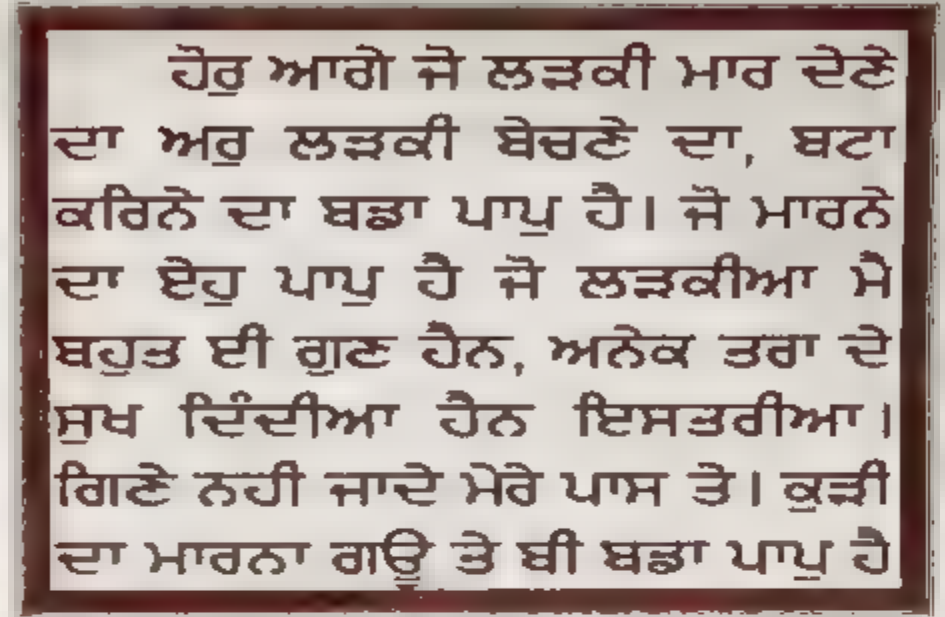 ਹੋਰੁ ਆਗੇ ਜੋ ਲੜਕੀ ਮਾਰ ਦੇਣੇ
ਦਾ ਅਰੁ ਲੜਕੀ ਬੇਚਣੇ ਦਾ, ਬਟਾ
ਕਰਿਨੇ ਦਾ ਬਡਾ ਪਾਪੁ ਹੈ। ਜੋ ਮਾਰਨੇ
ਦਾ ਏਹੁ ਪਾਪੁ ਹੈ ਜੋ ਲੜਕੀਆ ਮੈ
ਬਹੁਤ ਈ ਗੁਣ ਹੈਨ, ਅਨੇਕ ਤਰਾ ਦੇ
ਸੁਖ ਦਿੰਦੀਆ ਹੈਨ ਇਸਤਰੀਆ।
ਗਿਣੇ ਨਹੀ ਜਾਦੇ ਮੇਰੇ ਪਾਸ ਤੇ। ਕੁੜੀ
ਦਾ ਮਾਰਨਾ ਗਊ ਤੇ ਬੀ ਬਡਾ ਪਾਪੁ ਹੈ